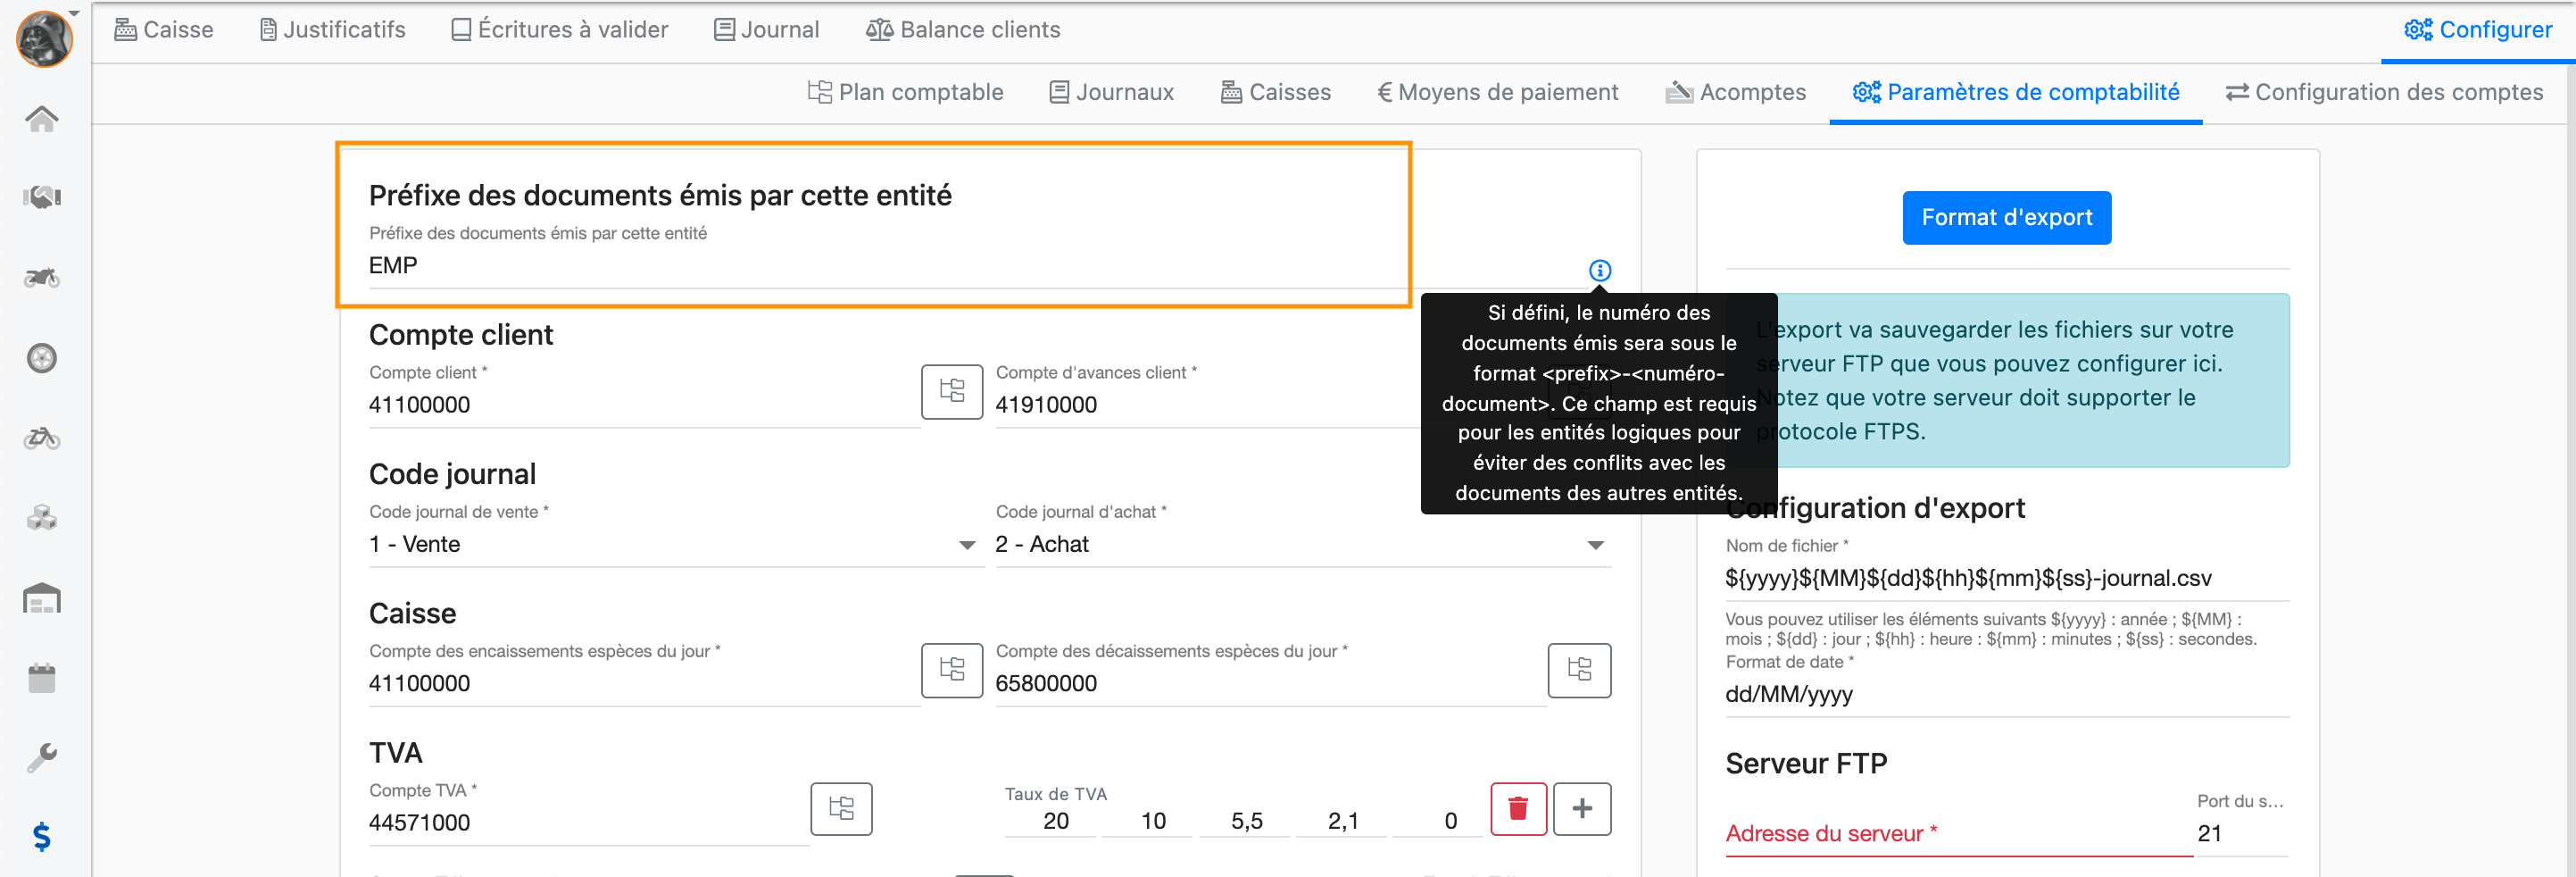 Caisse
Justificatifs
Écritures à valider
Journal
Balance clients
Configurer
Plan comptable
Journaux
Caisses
Moyens de paiement
Acomptes
Paramètres de comptabilité
Configuration des comptes
Préfixe des documents émis par cette entité
Préfixe des documents émis par cette entité
EMP
Si défini, le numéro des
documents émis sera sous le
format <prefix>-<numéro-
document>. Ce champ est requis
pour les entités logiques pour
éviter des conflits avec les
documents des autres entités.
Compte client
Compte client *
41100000
Compte d'avances client *
41910000
Code journal
Code journal de vente *
1 - Vente
Code journal d'achat *
2 - Achat
Caisse
Compte des encaissements espèces du jour *
41100000
Compte des décaissements espèces du jour *
65800000
TVA
Compte TVA *
44571000
Taux de TVA
20
10
5,5
2,1
0
Format d'export
L'export va sauvegarder les fichiers sur votre
serveur FTP que vous pouvez configurer ici.
Notez que votre serveur doit supporter le
protocole FTPS.
Configuration d'export
Nom de fichier *
${yyyy}${MM}${dd}${hh}${mm}${ss}-journal.csv
Vous pouvez utiliser les éléments suivants ${yyyy} : année ; ${MM} :
mois ; ${dd} : jour ; ${hh} : heure : ${mm} : minutes ; ${ss} : secondes.
Format de date *
dd/MM/yyyy
Serveur FTP
Adresse du serveur *
Port du s...
21